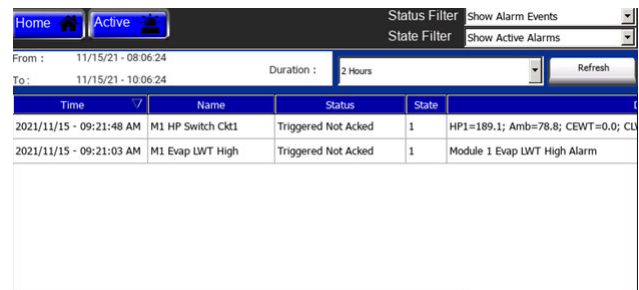 Home
Active
Status Filter Show Alarm Events
State Filter Show Active Alarms
From : 11/15/21 - 08:06:24
To : 11/15/21 - 10:06:24
Duration : 2 Hours
Refresh
Time Name Status State D
2021/11/15 - 09:21:48 AM M1 HP Switch Ckt1 Triggered Not Acked 1 HP1=189.1; Amb=78.8; CEWT=0.0; CL
2021/11/15 - 09:21:03 AM M1 Evap LWT High Triggered Not Acked 1 Module 1 Evap LWT High Alarm